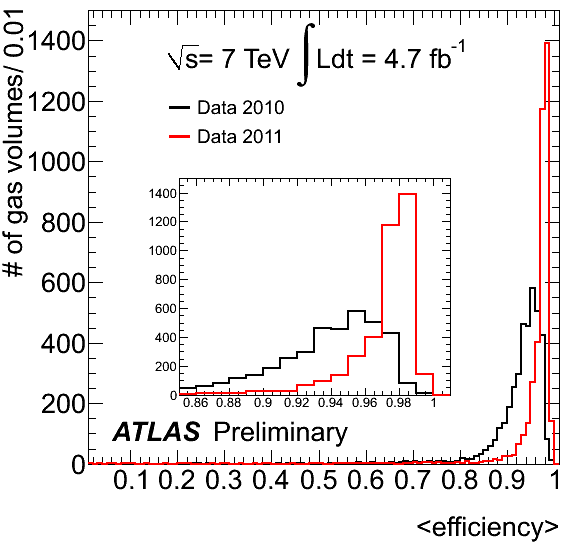 # of gas volumes/ 0.01
1400
1200
1000
800
600
400
200
0
√s= 7 TeV ∫Ldt = 4.7 fb-1
Data 2010
Data 2011
1400
1200
1000
800
600
400
200
0
0.86 0.88 0.9 0.92 0.94 0.96 0.98 1
ATLAS Preliminary
0.1 0.2 0.3 0.4 0.5 0.6 0.7 0.8 0.9 1
<efficiency>